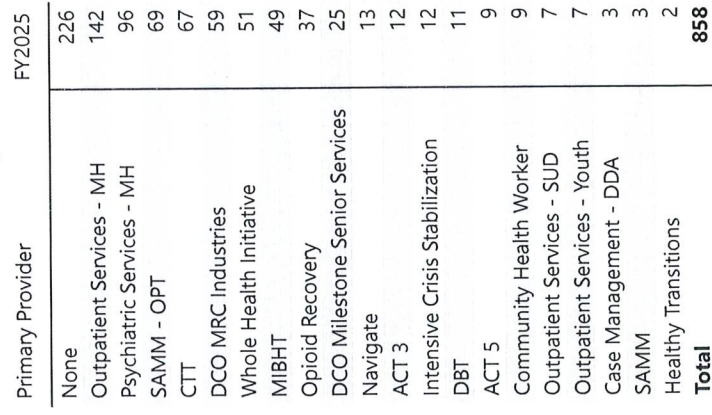 Primary Provider FY2025
None 226
Outpatient Services - MH 142
Psychiatric Services - MH 96
SAMM - OPT 69
CTT 67
DCO MRC Industries 59
Whole Health Initiative 51
MIBHT 49
Opioid Recovery 37
DCO Milestone Senior Services 25
Navigate 13
ACT 3 12
Intensive Crisis Stabilization 12
DBT 11
ACT 5 9
Community Health Worker 9
Outpatient Services - SUD 7
Outpatient Services - Youth 7
Case Management - DDA 3
SAMM 3
Healthy Transitions 2
Total 858